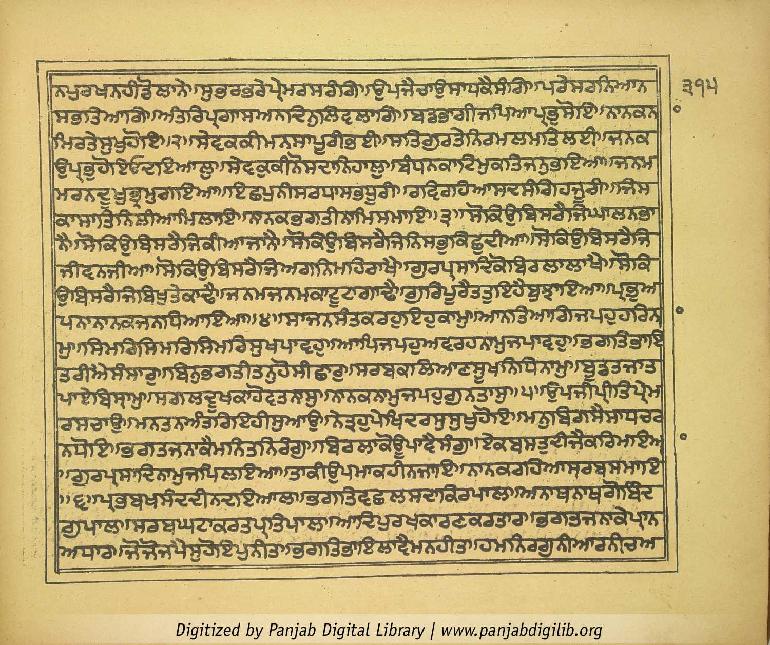 ਨਪੁਰਖਨਹੀਡੋਲਾਨੇ॥ਸੁਭਰਭਰੇਪ੍ਰੇਮਰਸਰੰਗਿ॥ਉਪਜੈਚਾਉਸਾਧਕੈਸੰਗਿ॥ਪਰੇਸਰਨਿਆਨ
ਸਭਤਿਆਗਿ॥ਅੰਤਰਿਪ੍ਰਗਾਸਅਨਦਿਨੁਲਿਵਲਾਗਿ॥ਬਡਭਾਗੀਜਪਿਆਪ੍ਰਭੁਸੋਇ॥ਨਾਨਕਨਾ
ਮਿਰਤੇਸੁਖੁਹੋਇ॥੩॥ਸੇਵਕਕੀਮਨਸਾਪੂਰੀਭਈ॥ਸਤਿਗੁਰਤੇਨਿਰਮਲਮਤਿਲਈ॥ਜਨਕ
ਉਪ੍ਰਭੁਹੋਇਓਦਇਆਲੁ॥ਸੇਵਕੁਕੀਨੋਸਦਾਨਿਹਾਲੁ॥ਬੰਧਨਕਾਟਿਮੁਕਤਿਜਨੁਭਇਆ॥ਜਨਮ
ਮਰਨਦੂਖੁਭ੍ਰਮੁਗਇਆ॥ਇਛਪੁਨੀਸਰਧਾਸਭਪੂਰੀ॥ਰਵਿਰਹਿਆਸਦਸੰਗਿਹਜੂਰੀ॥ਜਿਸ
ਕਾਸਾਤਿਨਿਲੀਆਮਿਲਾਇ॥ਨਾਨਕਭਗਤੀਨਾਮਿਸਮਾਇ॥੪॥ਸੋਕਿਉਬਿਸਰੈਜਿਘਾਲਨਭਾ
ਨੈ॥ਸੋਕਿਉਬਿਸਰੈਜਿਕੀਆਜਾਨੈ॥ਸੋਕਿਉਬਿਸਰੈਜਿਨਿਸਭੁਕਿਛੁਦੀਆ॥ਸੋਕਿਉਬਿਸਰੈਜਿ
ਜੀਵਨਜੀਆ॥ਸੋਕਿਉਬਿਸਰੈਜਿਅਗਨਿਮਹਿਰਾਖੈ॥ਗੁਰਪ੍ਰਸਾਦਿਕੋਬਿਰਲਾਲਾਖੈ॥ਸੋਕਿ
ਉਬਿਸਰੈਜਿਬਿਖੁਤੇਕਾਢੈ॥ਜਨਮਜਨਮਕਾਟੂਟਾਗਾਢੈ॥ਗੁਰਿਪੂਰੈਤਤੁਇਹੈਬੁਝਾਇਆ॥ਪ੍ਰਭੁਅ
ਪਨਾਨਾਨਕਜਨਧਿਆਇਆ॥੪॥ਸਾਜਨਸੰਤਕਰਹੁਇਹੁਕਾਮੁ॥ਆਨਤਿਆਗਿਜਪਹੁਹਰਿਨਾ
ਮੁ॥ਸਿਮਰਿਸਿਮਰਿਸਿਮਰਿਸੁਖਪਾਵਹੁ॥ਆਪਿਜਪਹੁਅਵਰਹਨਾਮੁਜਪਾਵਹੁ॥ਭਗਤਿਭਾਇ
ਤਰੀਐਸੰਸਾਰੁ॥ਬਿਨੁਭਗਤੀਤਨੁਹੋਸੀਛਾਰੁ॥ਸਰਬਕਲਿਆਣਸੂਖਨਿਧਿਨਾਮੁ॥ਬੂਡਤਜਾਤ
ਪਾਏਬਿਸ੍ਰਾਮੁ॥ਸਗਲਦੂਖਕਾਹੋਵਤਨਾਸੁ॥ਨਾਨਕਨਾਮੁਜਪਹੁਗੁਨਤਾਸੁ॥੫॥ਉਪਜੀਪ੍ਰੀਤਿਪ੍ਰੇਮ
ਰਸਚਾਉ॥ਮਨਤਨਅੰਤਰਿਇਹੀਸੁਆਉ॥ਨੇਤ੍ਰਹੁਪੇਖਿਦਰਸੁਸੁਖੁਹੋਇ॥ਮਨੁਬਿਗਸੈਸਾਧਚਰ
ਨਧੋਇ॥ਭਗਤਜਨਾਕੈਮਨਿਤਨਿਰੰਗੁ॥ਬਿਰਲਾਕੋਊਪਾਵੈਸੰਗੁ॥ਏਕਬਸਤੁਦੀਜੈਕਰਿਮਇਆ
॥ਗੁਰਪ੍ਰਸਾਦਿਨਾਮੁਜਪਿਲਇਆ॥ਤਾਕੀਉਪਮਾਕਹੀਨਜਾਇ॥ਨਾਨਕਰਹਿਆਸਰਬਸਮਾਇ
॥੬॥ਪ੍ਰਭਬਖਸੰਦਦੀਨਦਇਆਲ॥ਭਗਤਿਵਛਲਸਦਾਕਿਰਪਾਲ॥ਅਨਾਥਨਾਥਗੋਬਿੰਦ
ਗੁਪਾਲ॥ਸਰਬਘਟਾਕਰਤਪ੍ਰਤਿਪਾਲ॥ਆਦਿਪੁਰਖਕਾਰਣਕਰਤਾਰ॥ਭਗਤਜਨਾਕੇਪ੍ਰਾਨ
ਅਧਾਰ॥ਜੋਜੋਜਪੈਸੁਹੋਇਪੁਨੀਤ॥ਭਗਤਿਭਾਇਲਾਵੈਮਨਹੀਤ॥ਹਮਨਿਰਗੁਨੀਆਰਨੀਚਅ
੩੧੫
Digitized by Panjab Digital Library | www.panjabdigilib.org